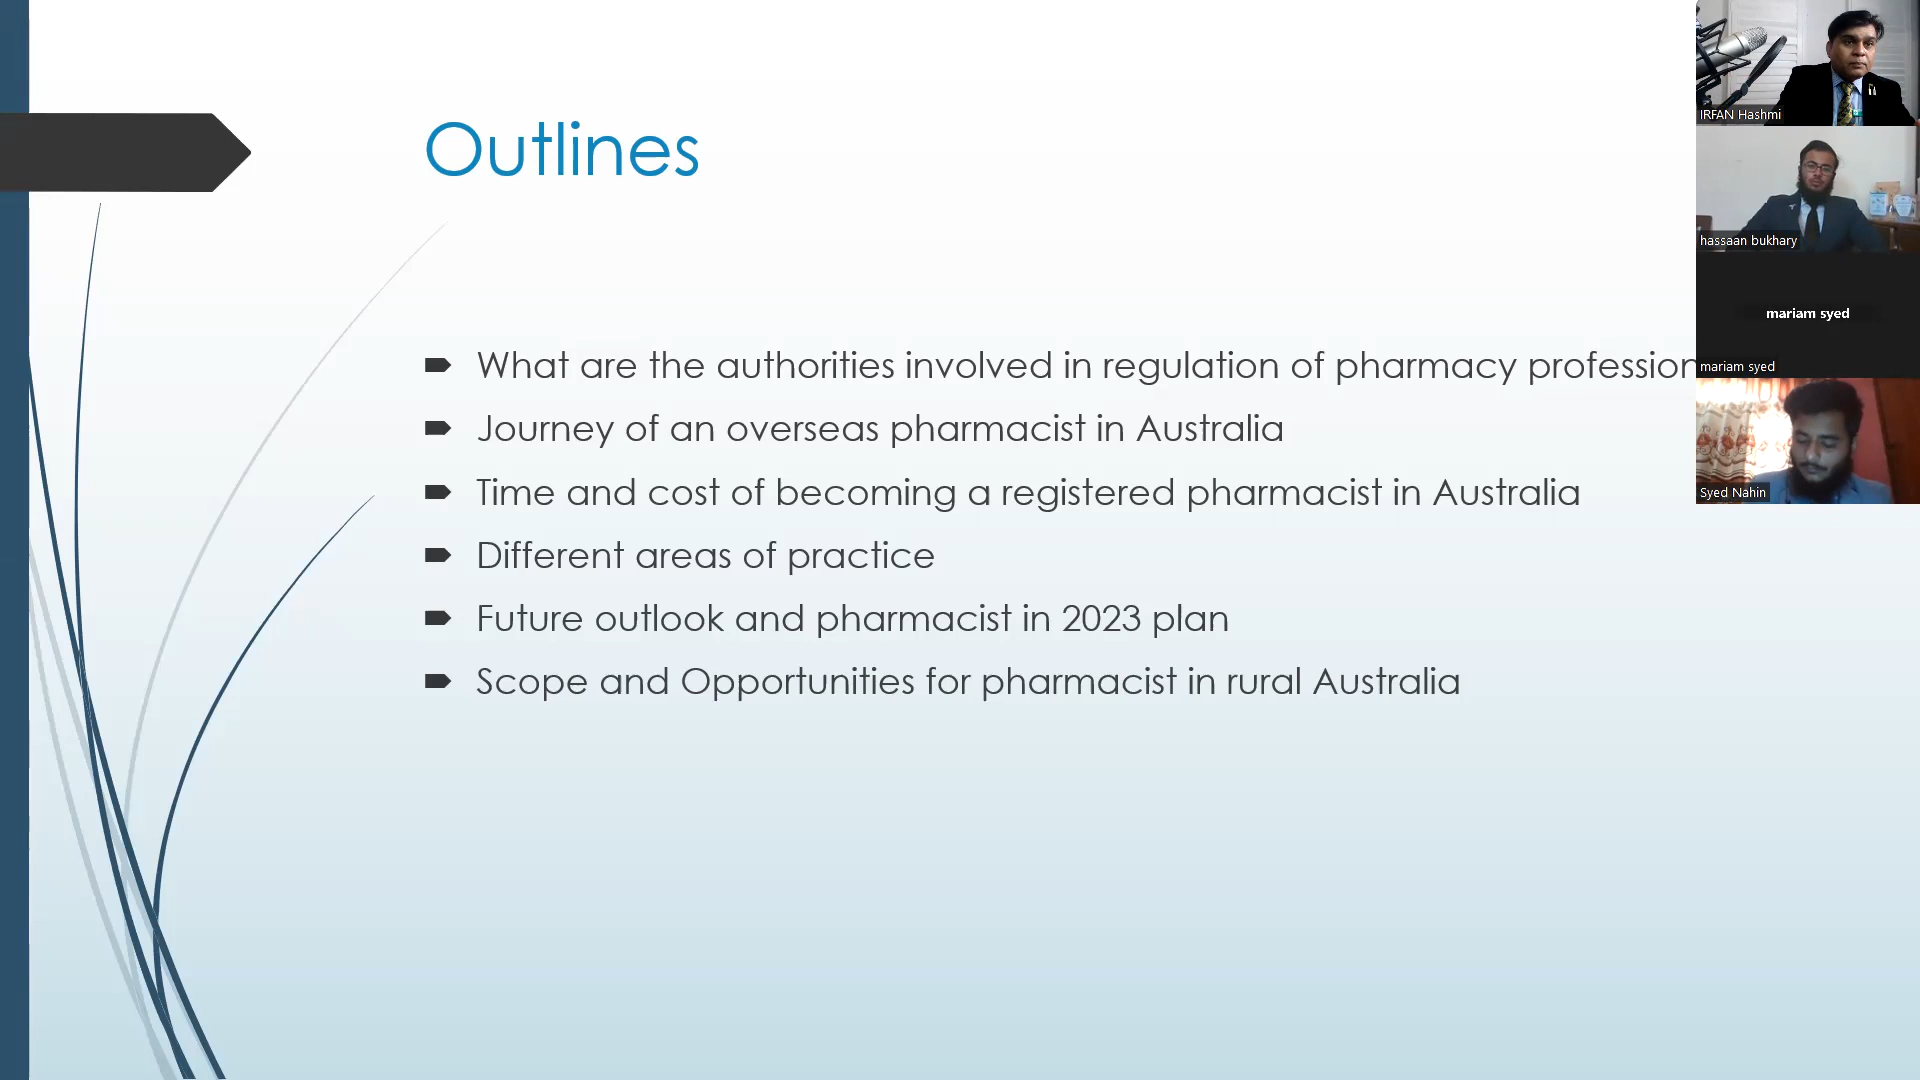 Outlines
What are the authorities involved in regulation of pharmacy profession
Journey of an overseas pharmacist in Australia
Time and cost of becoming a registered pharmacist in Australia
Different areas of practice
Future outlook and pharmacist in 2023 plan
Scope and Opportunities for pharmacist in rural Australia
IRFAN Hashmi
hassaan bukhary
mariam syed
mariam syed
Syed Nahin